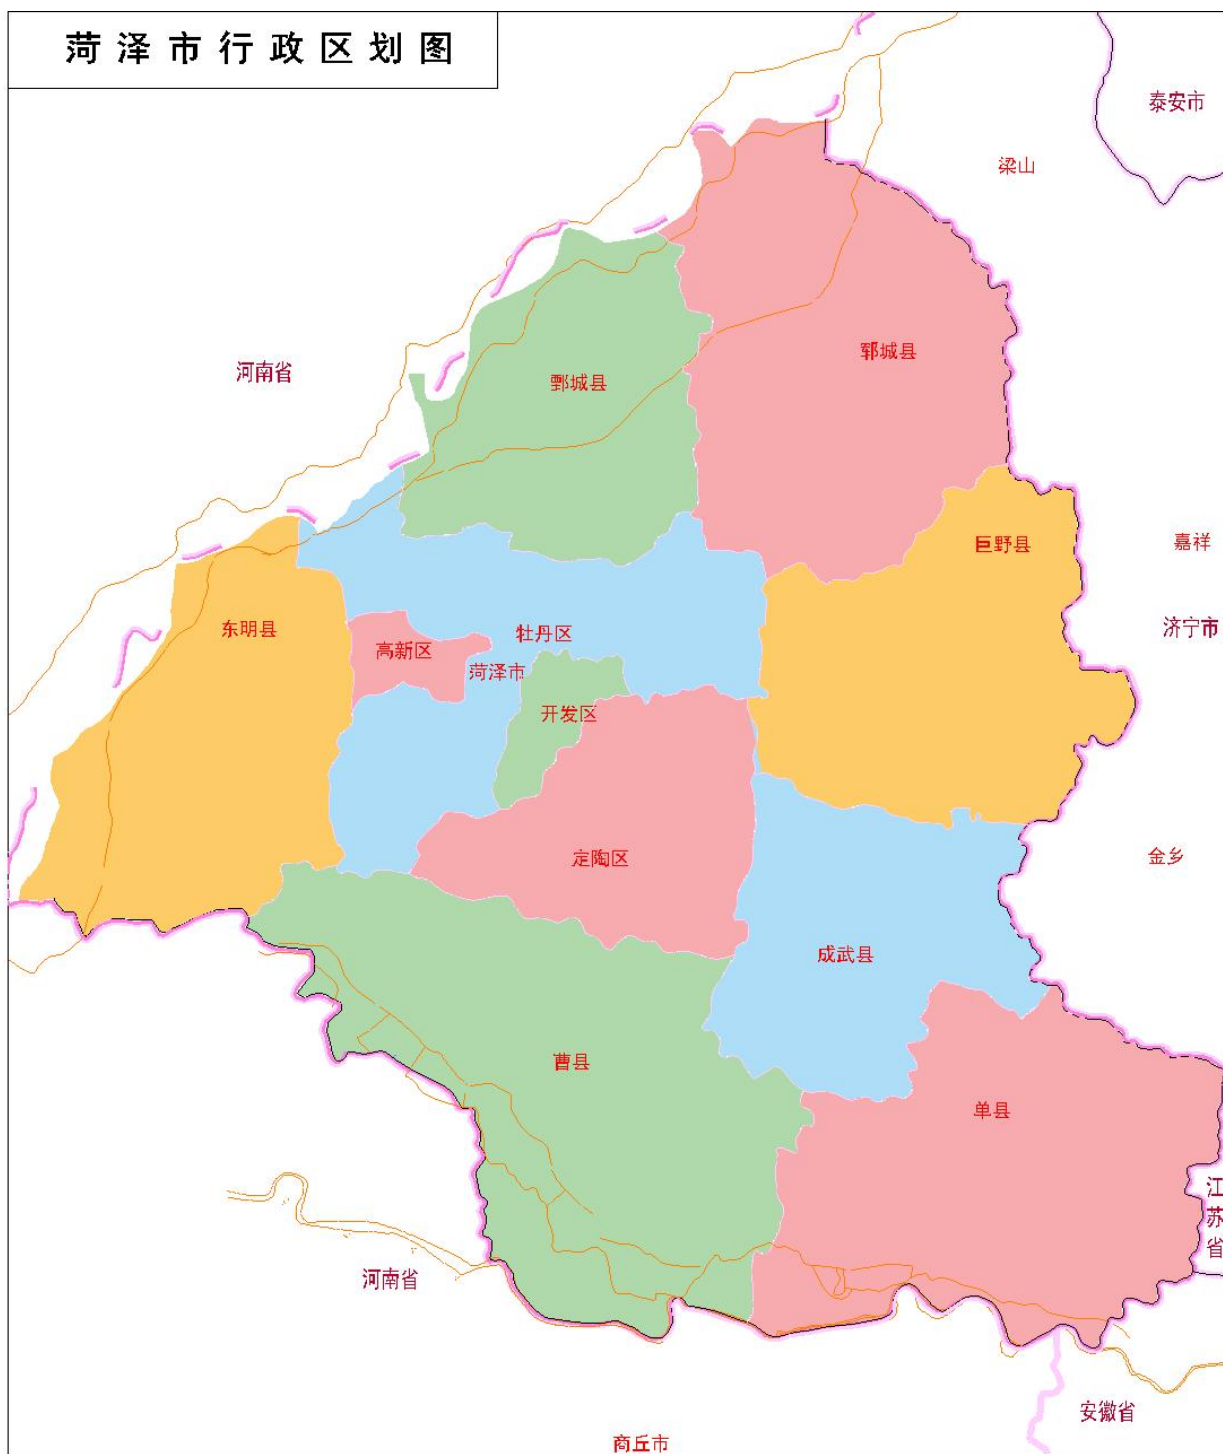 菏泽市行政区划图
泰安市
梁山
河南省
郓城县
鄄城县
巨野县
嘉祥
东明县
牡丹区
济宁市
高新区
菏泽市
开发区
定陶区
金乡
成武县
曹县
单县
江
苏
省
河南省
安徽省
商丘市